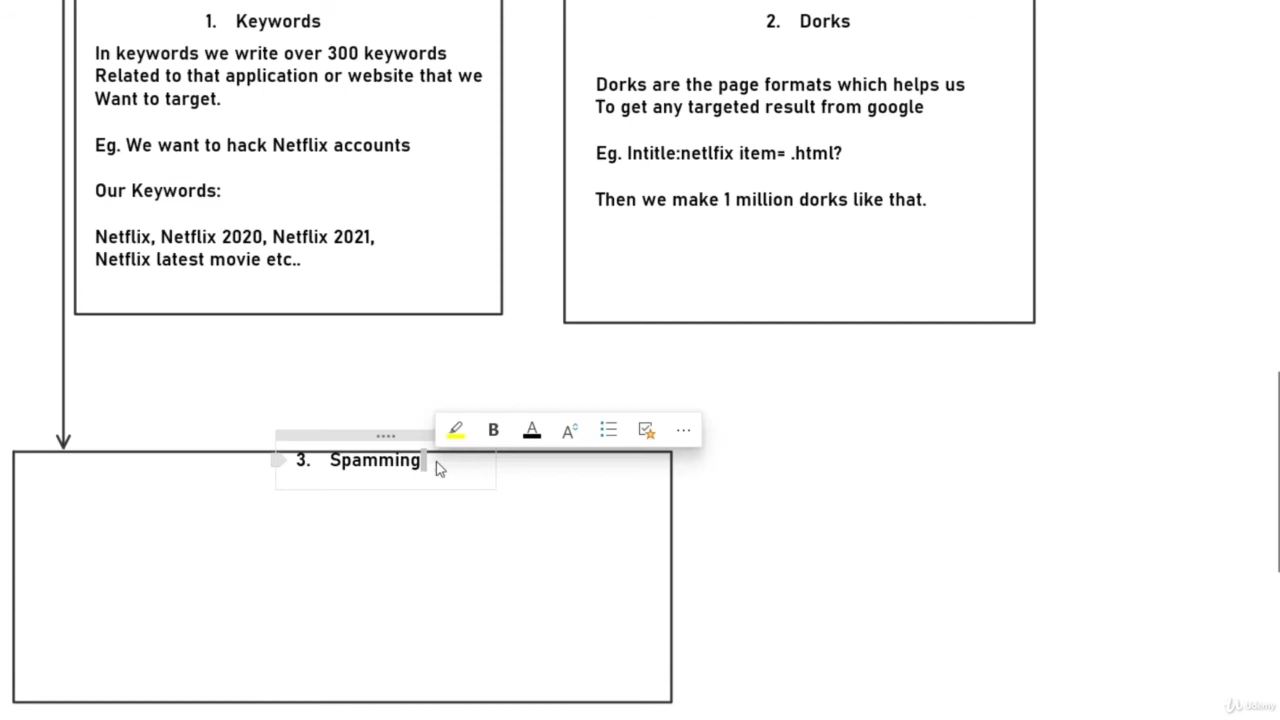 1. Keywords
In keywords we write over 300 keywords
Related to that application or website that we
Want to target.
Eg. We want to hack Netflix accounts
Our Keywords:
Netflix, Netflix 2020, Netflix 2021,
Netflix latest movie etc..
2. Dorks
Dorks are the page formats which helps us
To get any targeted result from google
Eg. Intitle:netlfix item= .html?
Then we make 1 million dorks like that.
B A A
3. Spamming
Udemy